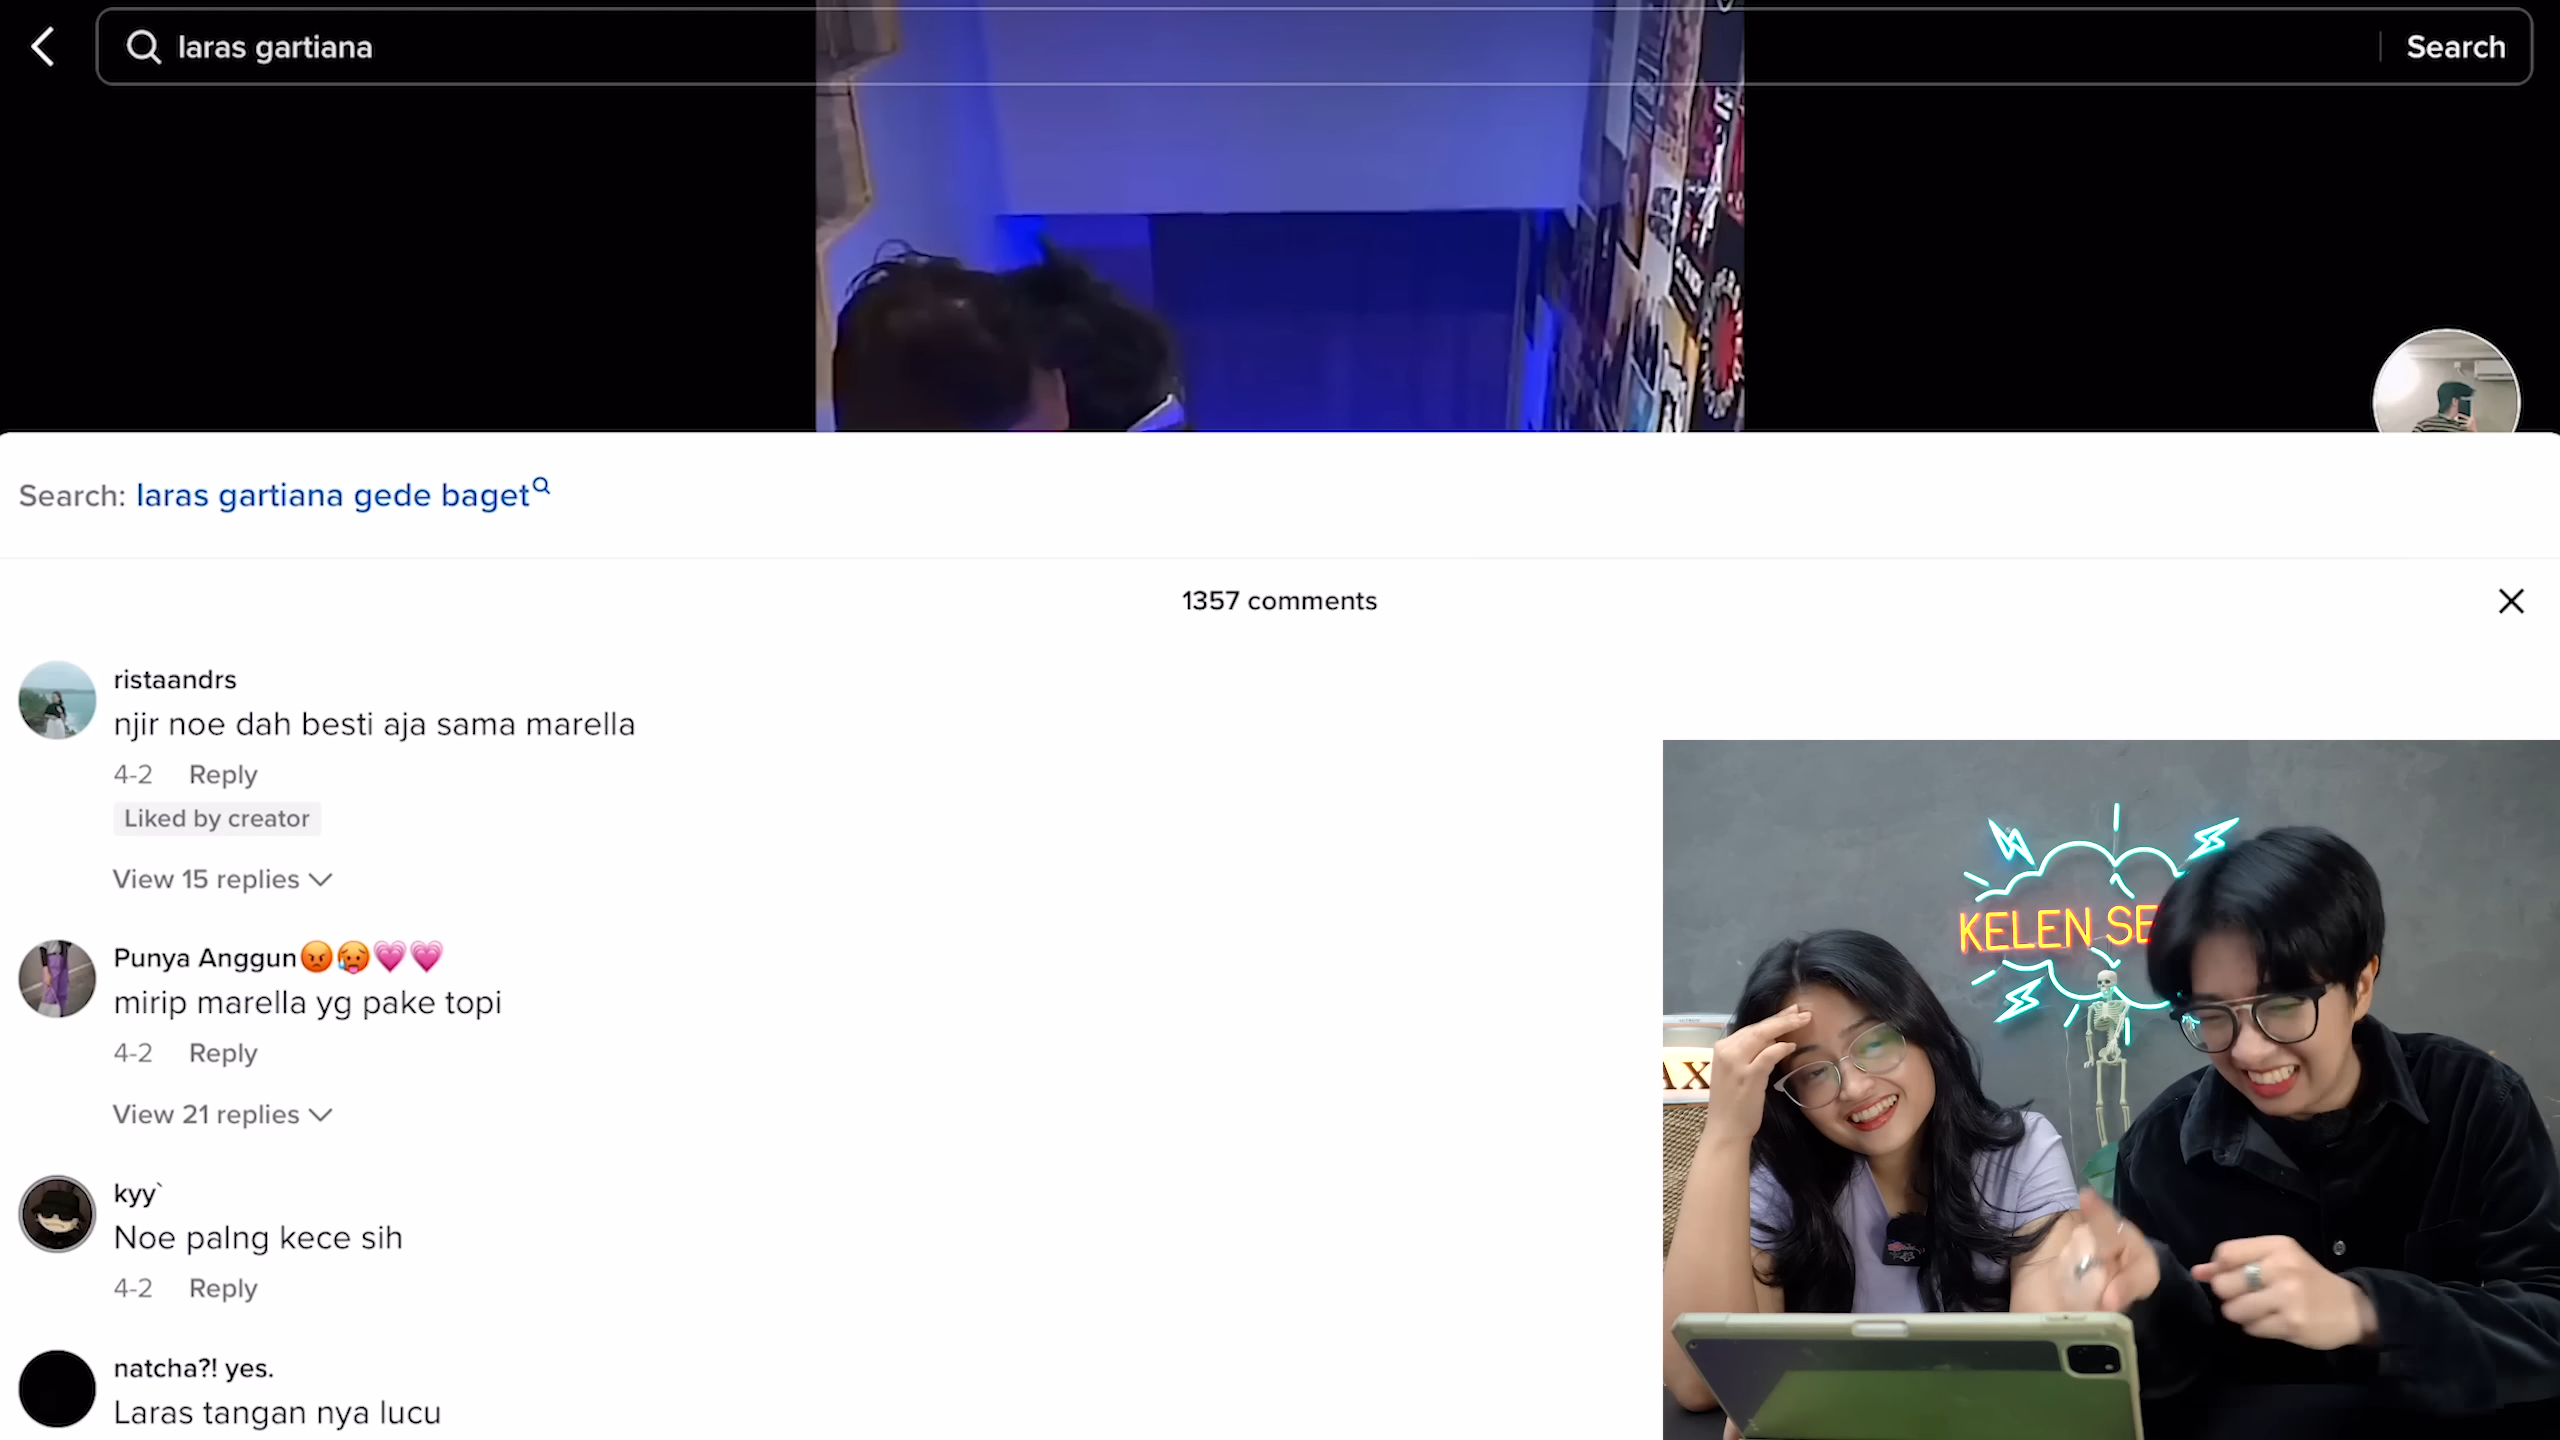 laras gartiana
Search
Search: laras gartiana gede baget
1357 comments
ristaandrs
njir noe dah besti aja sama marella
4-2 Reply
Liked by creator
View 15 replies
Punya Anggun😡🥵💗💗
mirip marella yg pake topi
4-2 Reply
View 21 replies
kyy`
Noe palng kece sih
4-2 Reply
natcha?! yes.
Laras tangan nya lucu
KELEN SE
AX